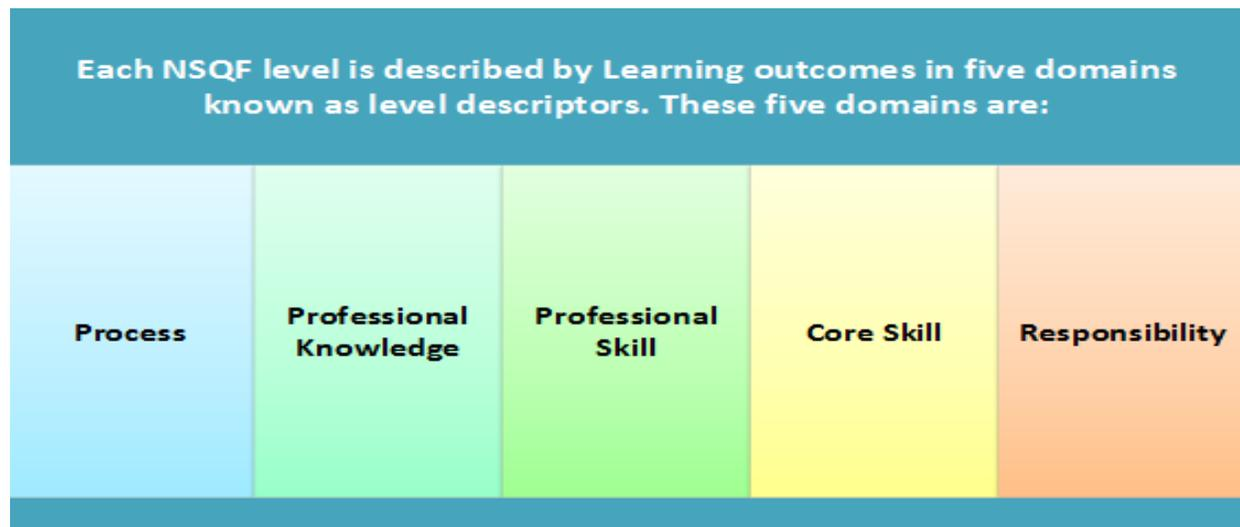 Each NSQF level is described by Learning outcomes in five domains
known as level descriptors. These five domains are:
Process
Professional
Knowledge
Professional
Skill
Core Skill
Responsibility